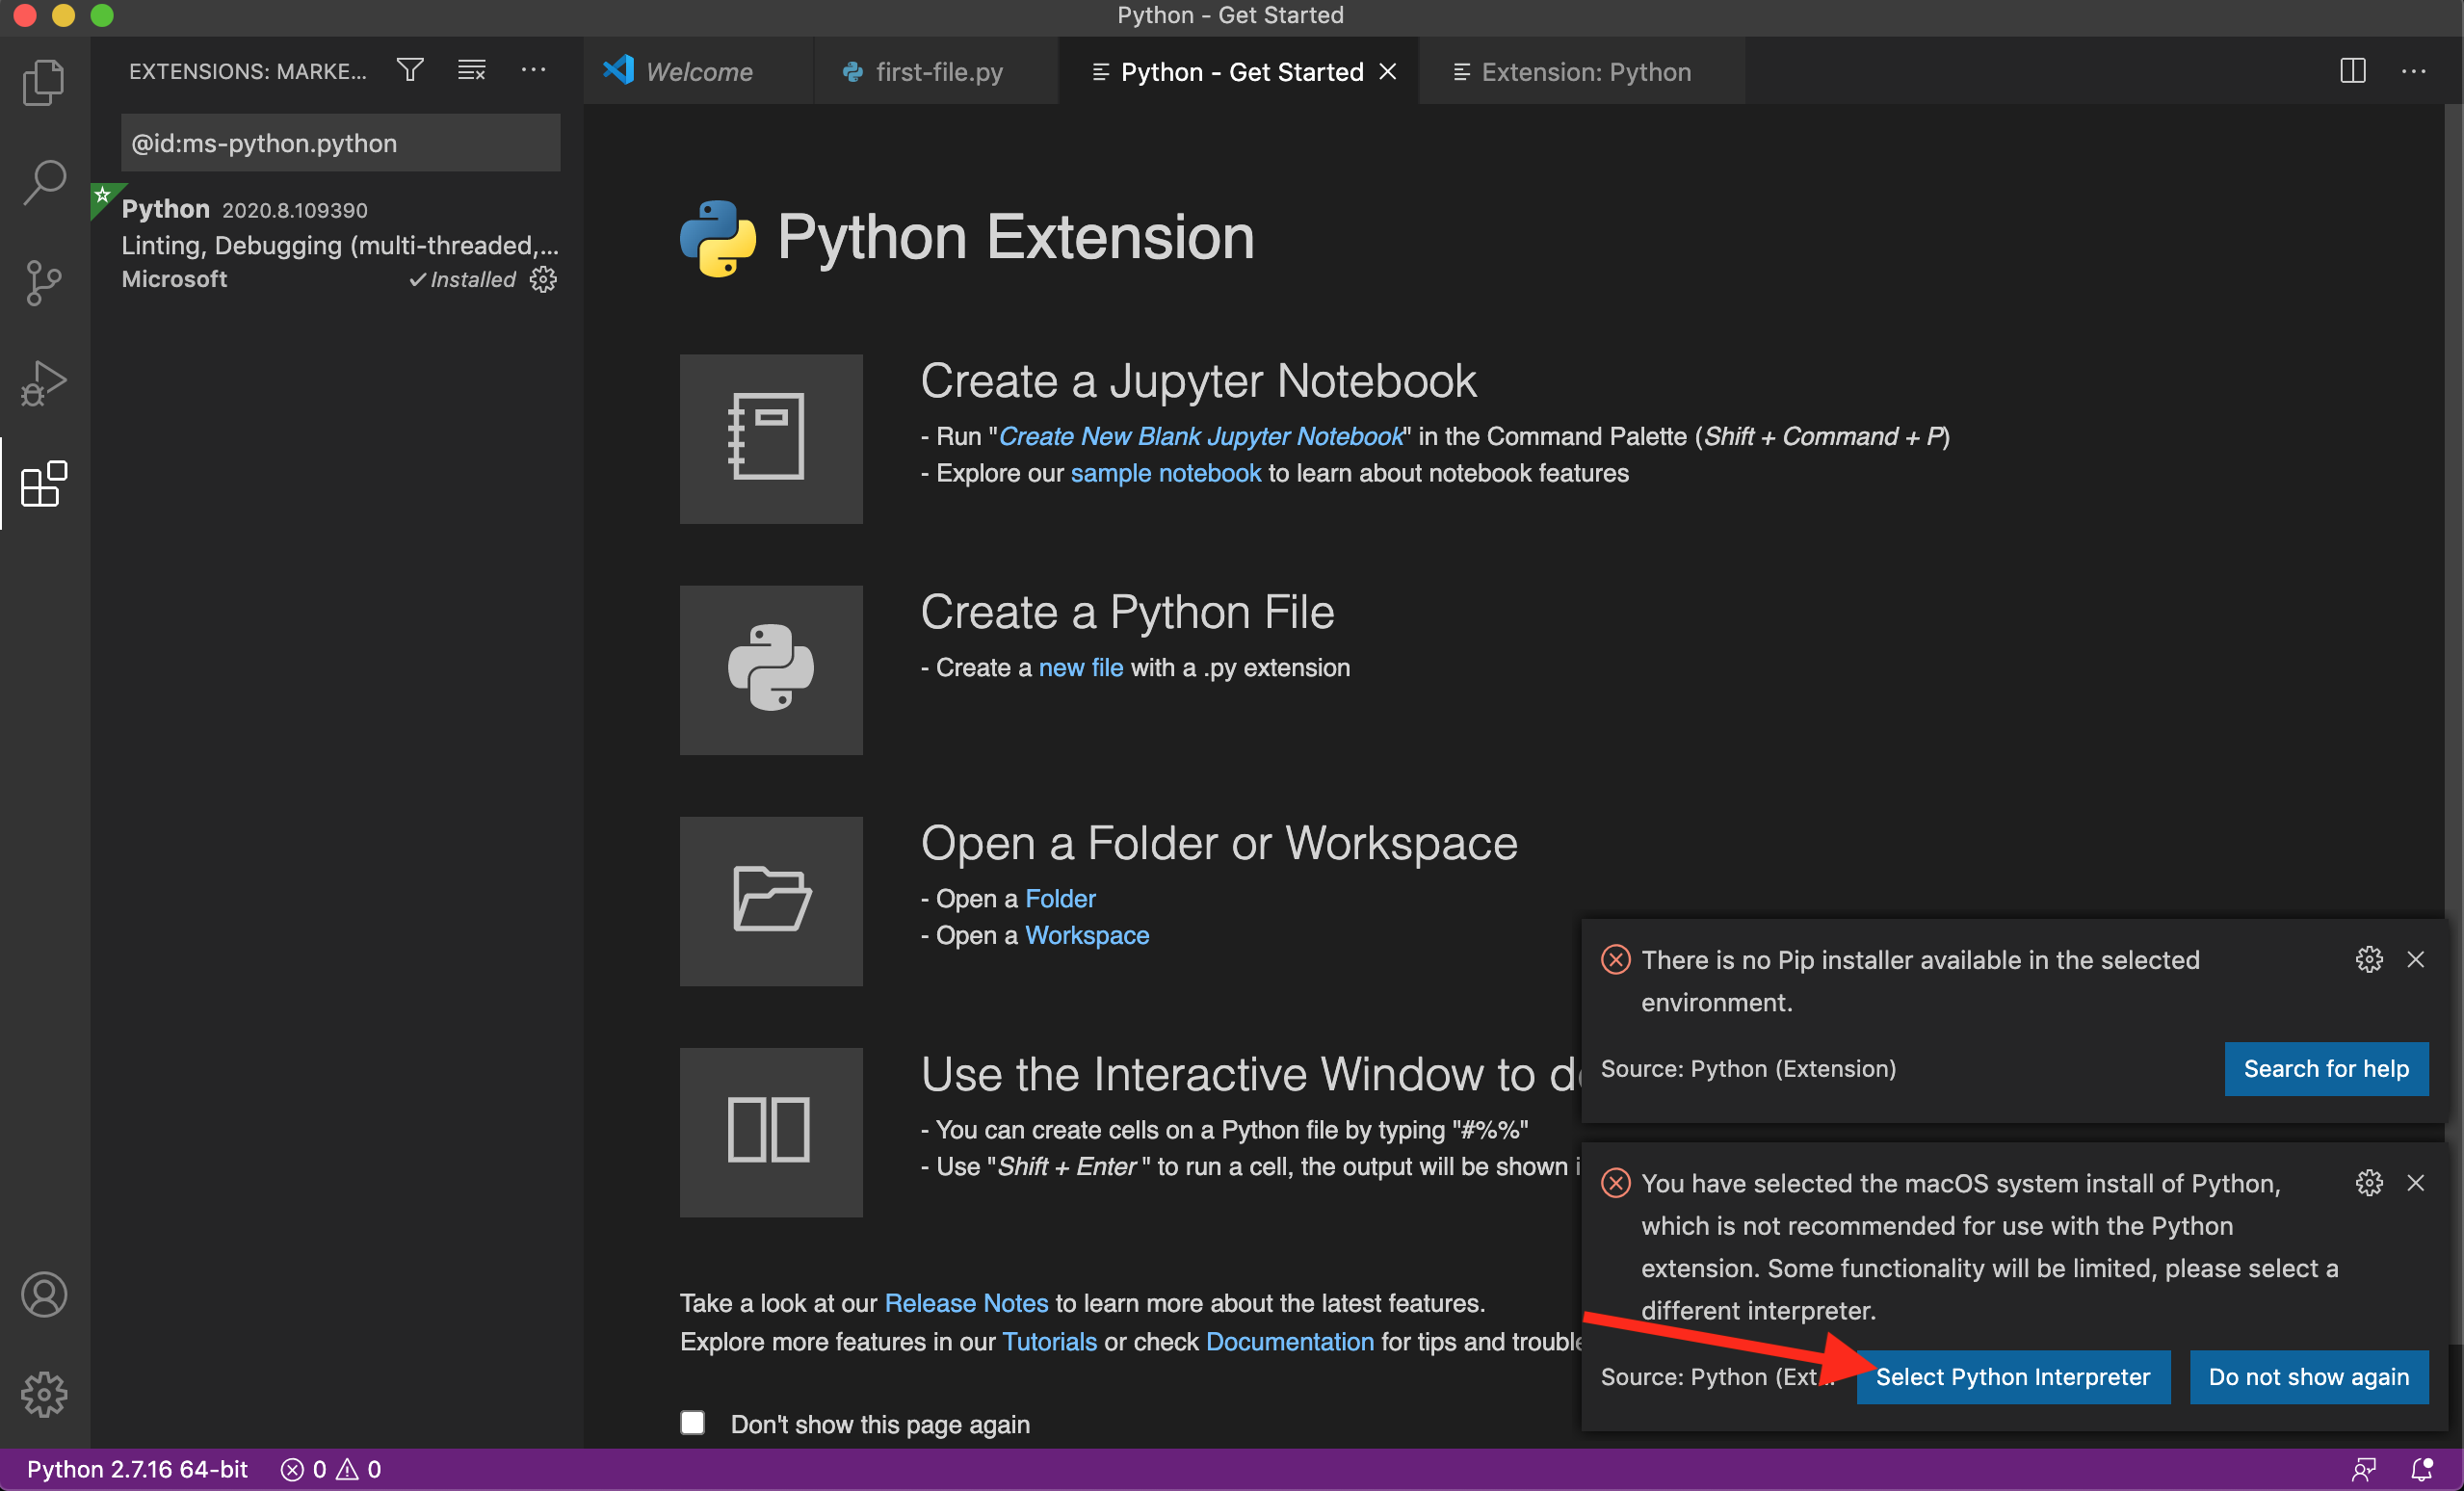 Python - Get Started
EXTENSIONS: MARKE...
Welcome
first-file.py
Python - Get Started
Extension: Python
@id:ms-python.python
Python 2020.8.109390
Linting, Debugging (multi-threaded,...
Microsoft
Installed
Python Extension
Create a Jupyter Notebook
- Run "Create New Blank Jupyter Notebook" in the Command Palette (Shift + Command + P)
- Explore our sample notebook to learn about notebook features
Create a Python File
- Create a new file with a .py extension
Open a Folder or Workspace
- Open a Folder
- Open a Workspace
Use the Interactive Window to d
- You can create cells on a Python file by typing "#%%"
- Use "Shift + Enter " to run a cell, the output will be shown i
Take a look at our Release Notes to learn more about the latest features.
Explore more features in our Tutorials or check Documentation for tips and trouble
Don't show this page again
There is no Pip installer available in the selected
environment.
Source: Python (Extension)
Search for help
You have selected the macOS system install of Python,
which is not recommended for use with the Python
extension. Some functionality will be limited, please select a
different interpreter.
Source: Python (Ext...
Select Python Interpreter
Do not show again
Python 2.7.16 64-bit
0
0